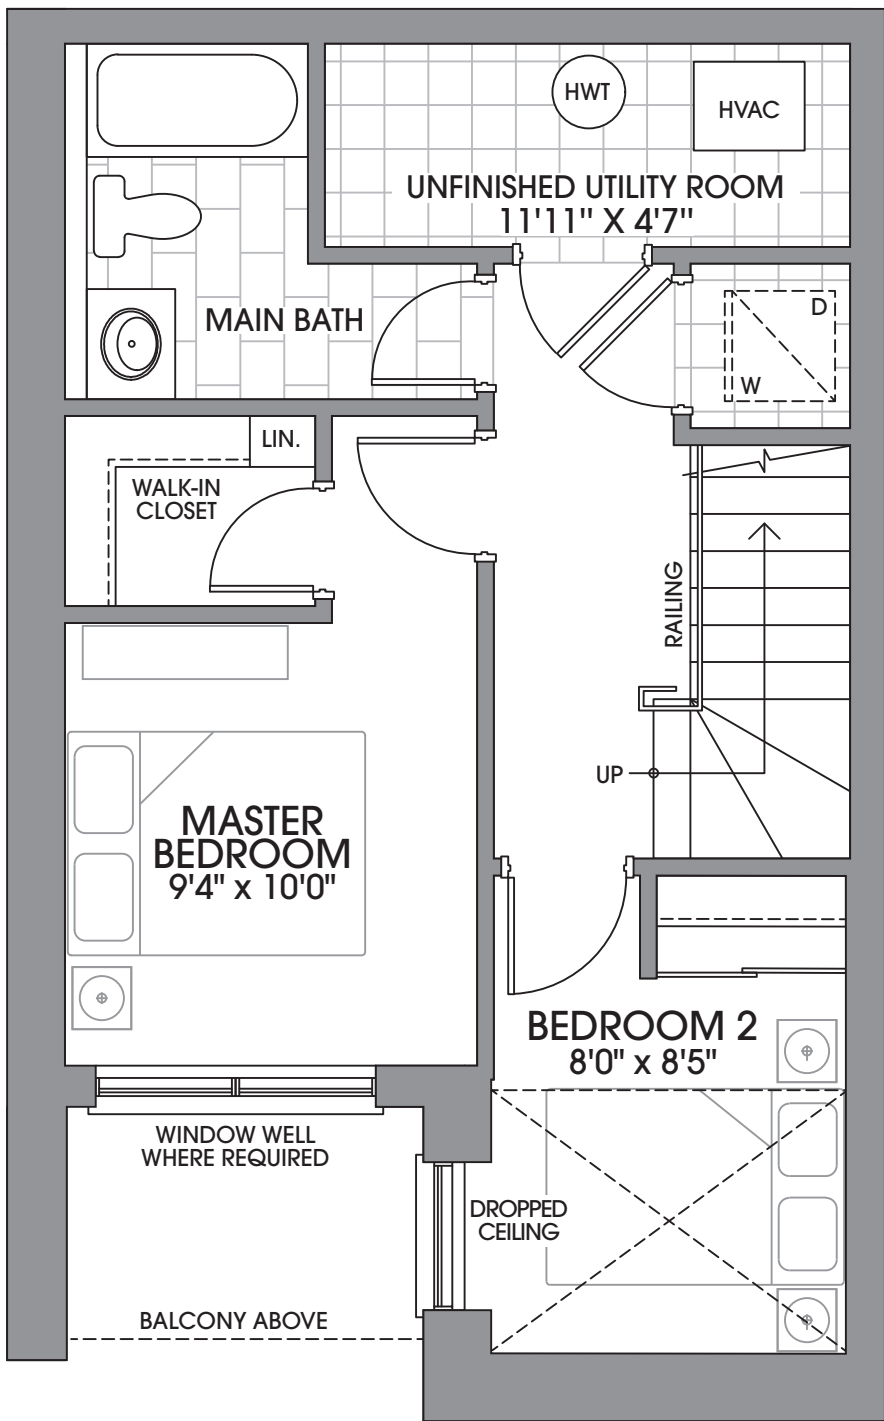 HWT
HVAC
UNFINISHED UTILITY ROOM
11'11" X 4'7"
MAIN BATH
D
W
LIN.
WALK-IN
CLOSET
RAILING
UP
MASTER
BEDROOM
9'4" x 10'0"
BEDROOM 2
8'0" x 8'5"
WINDOW WELL
WHERE REQUIRED
DROPPED
CEILING
BALCONY ABOVE